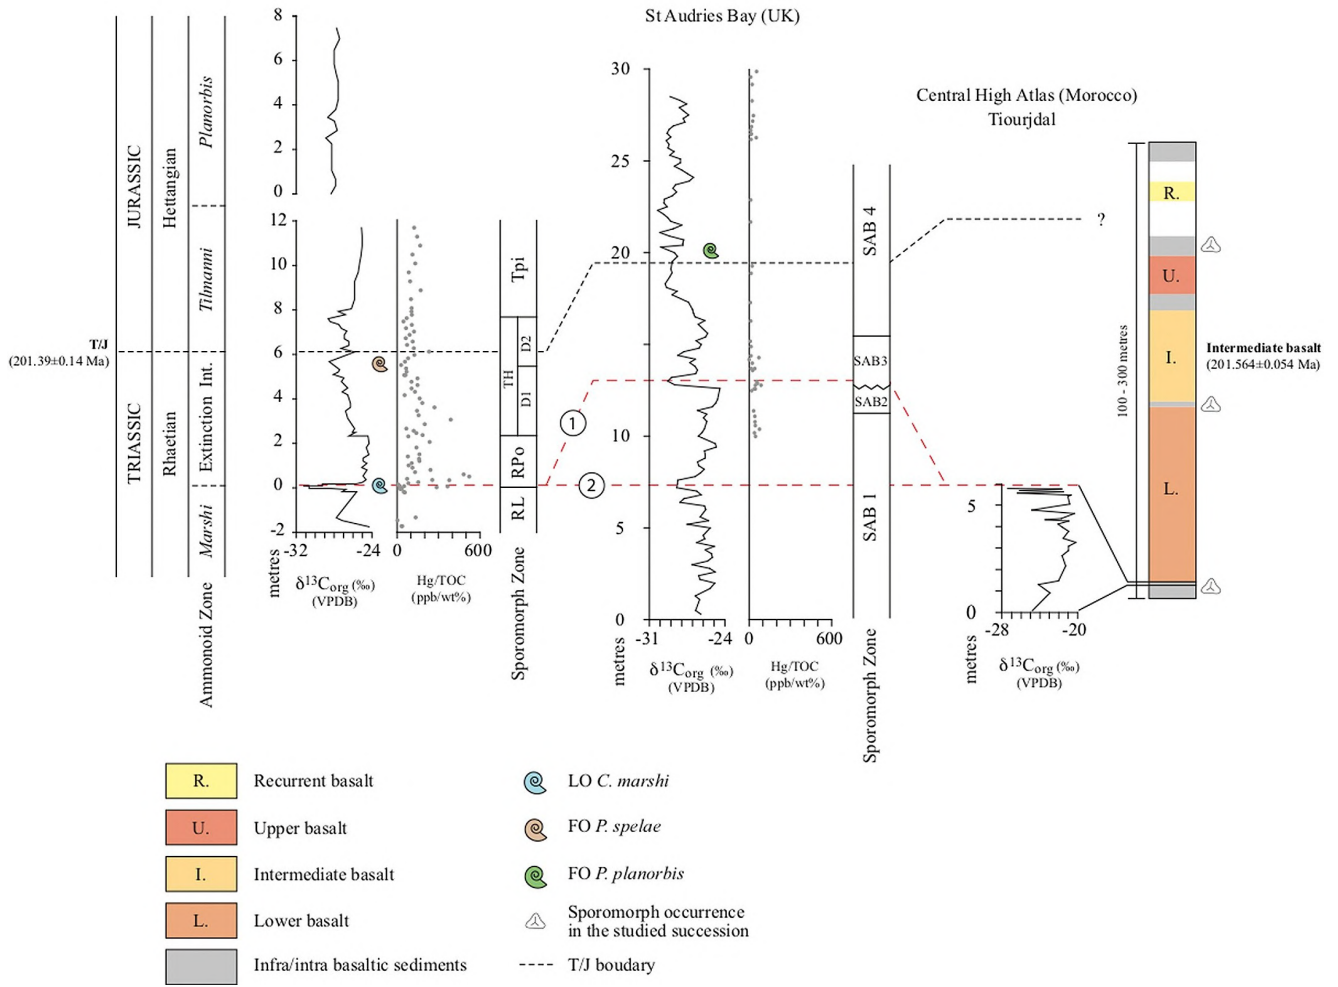 St Audries Bay (UK)
Central High Atlas (Morocco)
Tiourjdal
JURASSIC
TRIASSIC
Hettangian
Rhaetian
Planorbis
Tilmanni
Extinction Int.
Marshi
Ammonoid Zone
T/J
(201.39±0.14 Ma)
8
6
4
2
0
12
10
8
6
4
2
0
-2
metres
-32
-24
δ13Corg (‰)
(VPDB)
0
600
Hg/TOC
(ppb/wt%)
Tpi
TH
D2
D1
RPo
RL
Sporomorph Zone
1
2
30
25
20
10
5
0
metres
-31
-24
δ13Corg (‰)
(VPDB)
0
600
Hg/TOC
(ppb/wt%)
SAB 4
SAB3
SAB2
SAB 1
Sporomorph Zone
?
5
0
metres
-28
-20
δ13Corg (‰)
(VPDB)
100 - 300 metres
R.
U.
I.
L.
Intermediate basalt
(201.564±0.054 Ma)
R. Recurrent basalt
U. Upper basalt
I. Intermediate basalt
L. Lower basalt
Infra/intra basaltic sediments
LO C. marshi
FO P. spelae
FO P. planorbis
Sporomorph occurrence
in the studied succession
T/J boudary